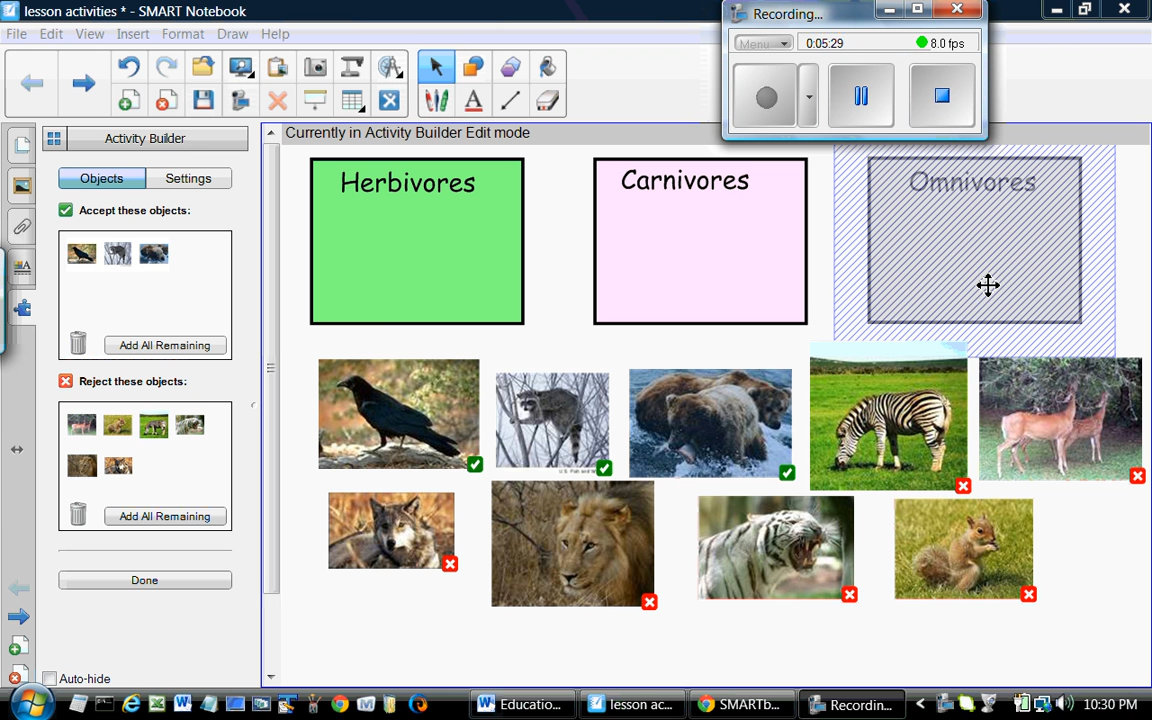 lesson activities * - SMART Notebook
Recording...
File Edit View Insert Format Draw Help
Menu
0:05:29
8.0 fps
Activity Builder
Currently in Activity Builder Edit mode
Objects
Settings
Herbivores
Carnivores
Omnivores
Accept these objects:
Add All Remaining
Reject these objects:
Add All Remaining
Done
Auto-hide
Educatio...
lesson ac...
SMARTb...
Recordin...
10:30 PM